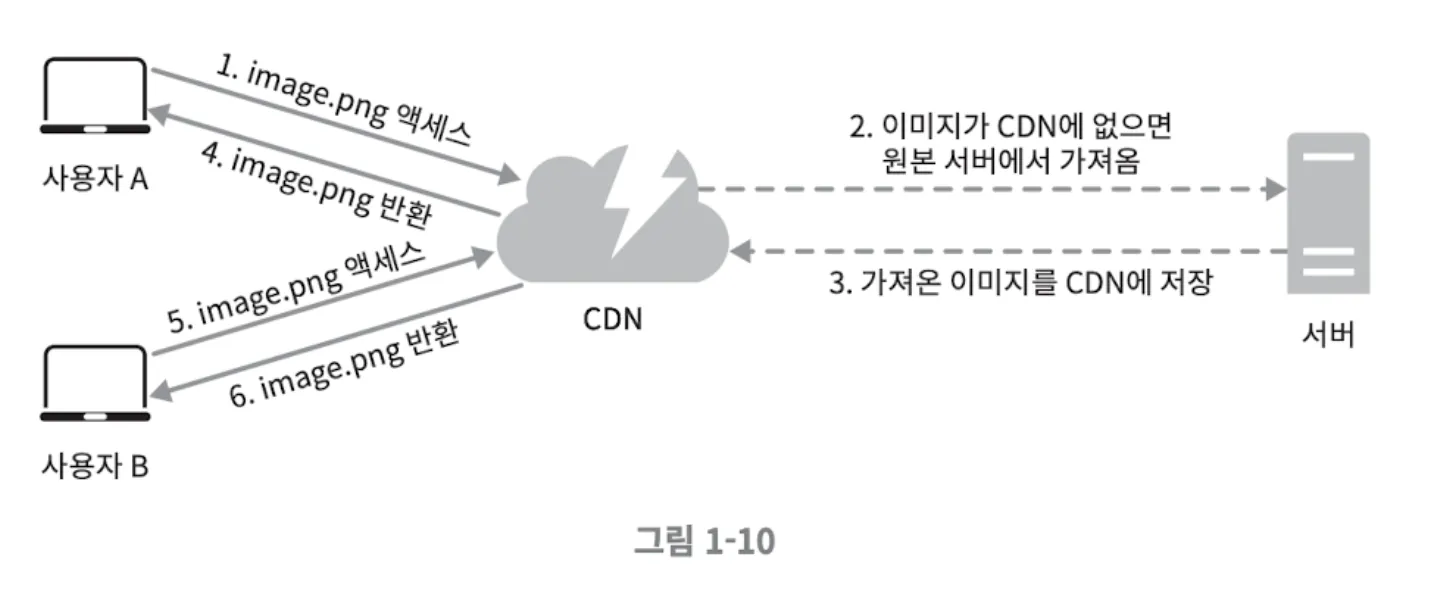 1. image.png 액세스
4. image.png 반환
사용자 A
2. 이미지가 CDN에 없으면
원본 서버에서 가져옴
3. 가져온 이미지를 CDN에 저장
CDN
서버
5. image.png 액세스
6. image.png 반환
사용자 B
그림 1-10